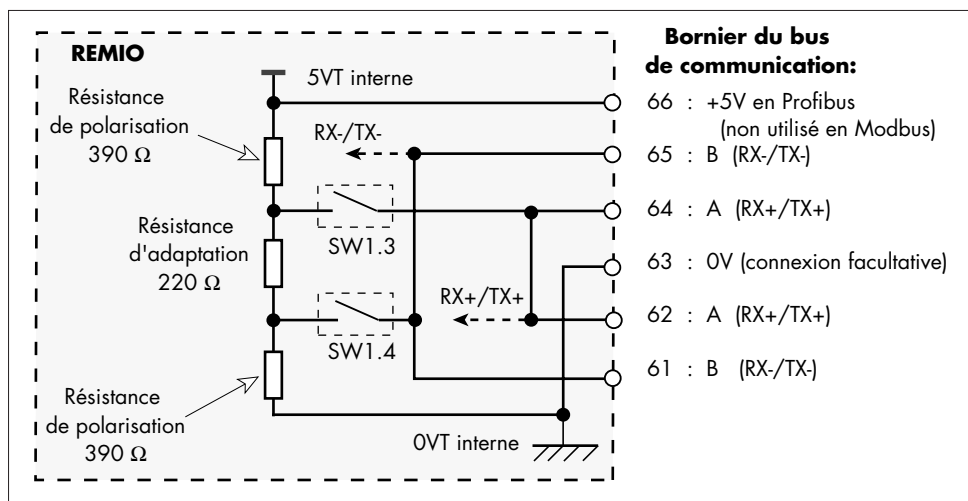 REMIO
5VT interne
Résistance
de polarisation
390 Ω
RX-/TX-
SW1.3
Résistance
d'adaptation
220 Ω
RX+/TX+
SW1.4
Résistance
de polarisation
390 Ω
0VT interne
Bornier du bus
de communication:
66 : +5V en Profibus
(non utilisé en Modbus)
65 : B (RX-/TX-)
64 : A (RX+/TX+)
63 : 0V (connexion facultative)
62 : A (RX+/TX+)
61 : B (RX-/TX-)